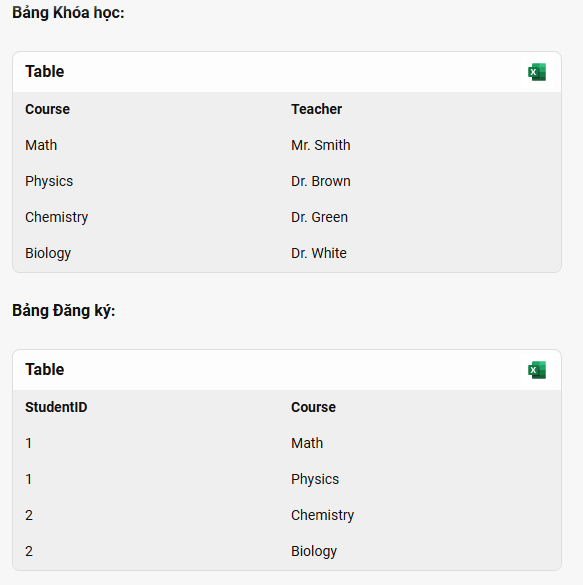 Bảng Khóa học:
Table
Course Teacher
Math Mr. Smith
Physics Dr. Brown
Chemistry Dr. Green
Biology Dr. White
Bảng Đăng ký:
Table
StudentID Course
1 Math
1 Physics
2 Chemistry
2 Biology